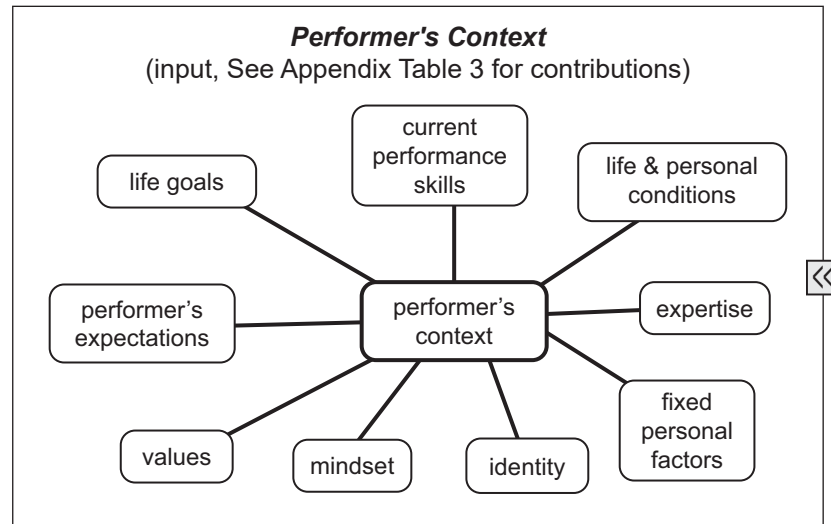 Performer's Context
(input, See Appendix Table 3 for contributions)
current
performance
skills
life goals
life & personal
conditions
performer's
expectations
performer's
context
expertise
fixed
personal
factors
values
mindset
identity